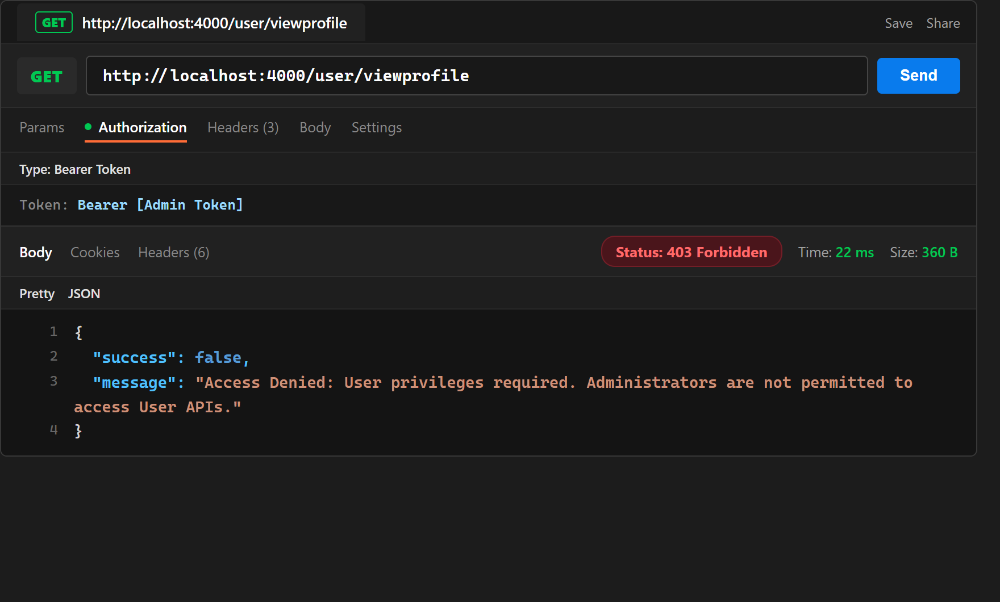 GET http://localhost:4000/user/viewprofile Save Share
GET http://localhost:4000/user/viewprofile Send
Params Authorization Headers (3) Body Settings
Type: Bearer Token
Token: Bearer [Admin Token]
Body Cookies Headers (6) Status: 403 Forbidden Time: 22 ms Size: 360 B
Pretty JSON
1 {
2 "success": false,
3 "message": "Access Denied: User privileges required. Administrators are not permitted to
access User APIs."
4 }